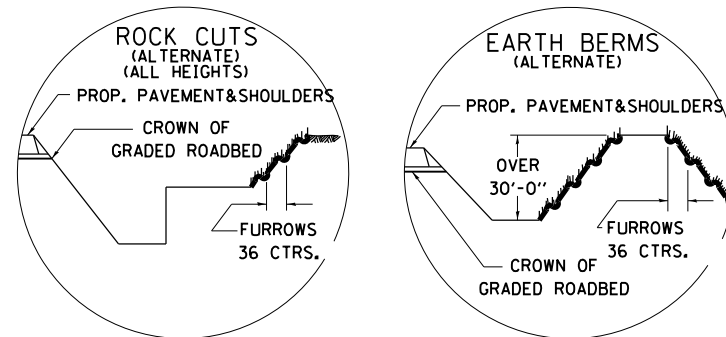 ROCK CUTS
(ALTERNATE)
(ALL HEIGHTS)
PROP. PAVEMENT&SHOULDERS
CROWN OF
GRADED ROADBED
FURROWS
36 CTRS.
EARTH BERMS
(ALTERNATE)
PROP. PAVEMENT&SHOULDERS
OVER
30'-0"
FURROWS
36 CTRS.
CROWN OF
GRADED ROADBED